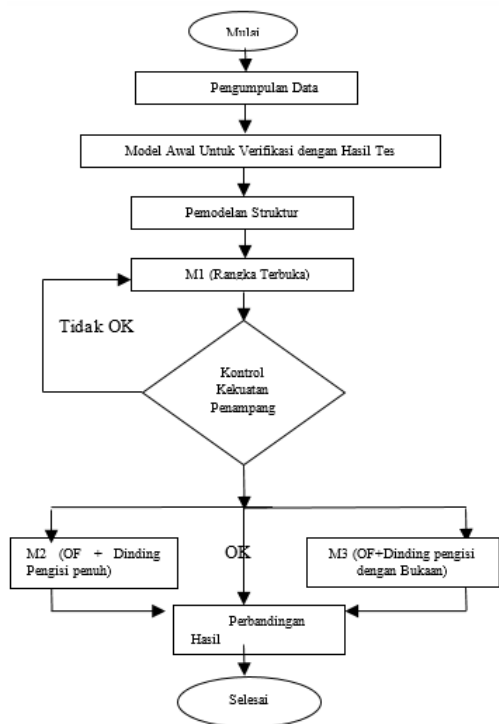 Mulai
Pengumpulan Data
Model Awal Untuk Verifikasi dengan Hasil Tes
Pemodelan Struktur
M1 (Rangka Terbuka)
Tidak OK
Kontrol
Kekuatan
Penampang
M2 (OF + Dinding
Pengisi penuh)
OK
M3 (OF+Dinding pengisi
dengan Bukaan)
Perbandingan
Hasil
Selesai